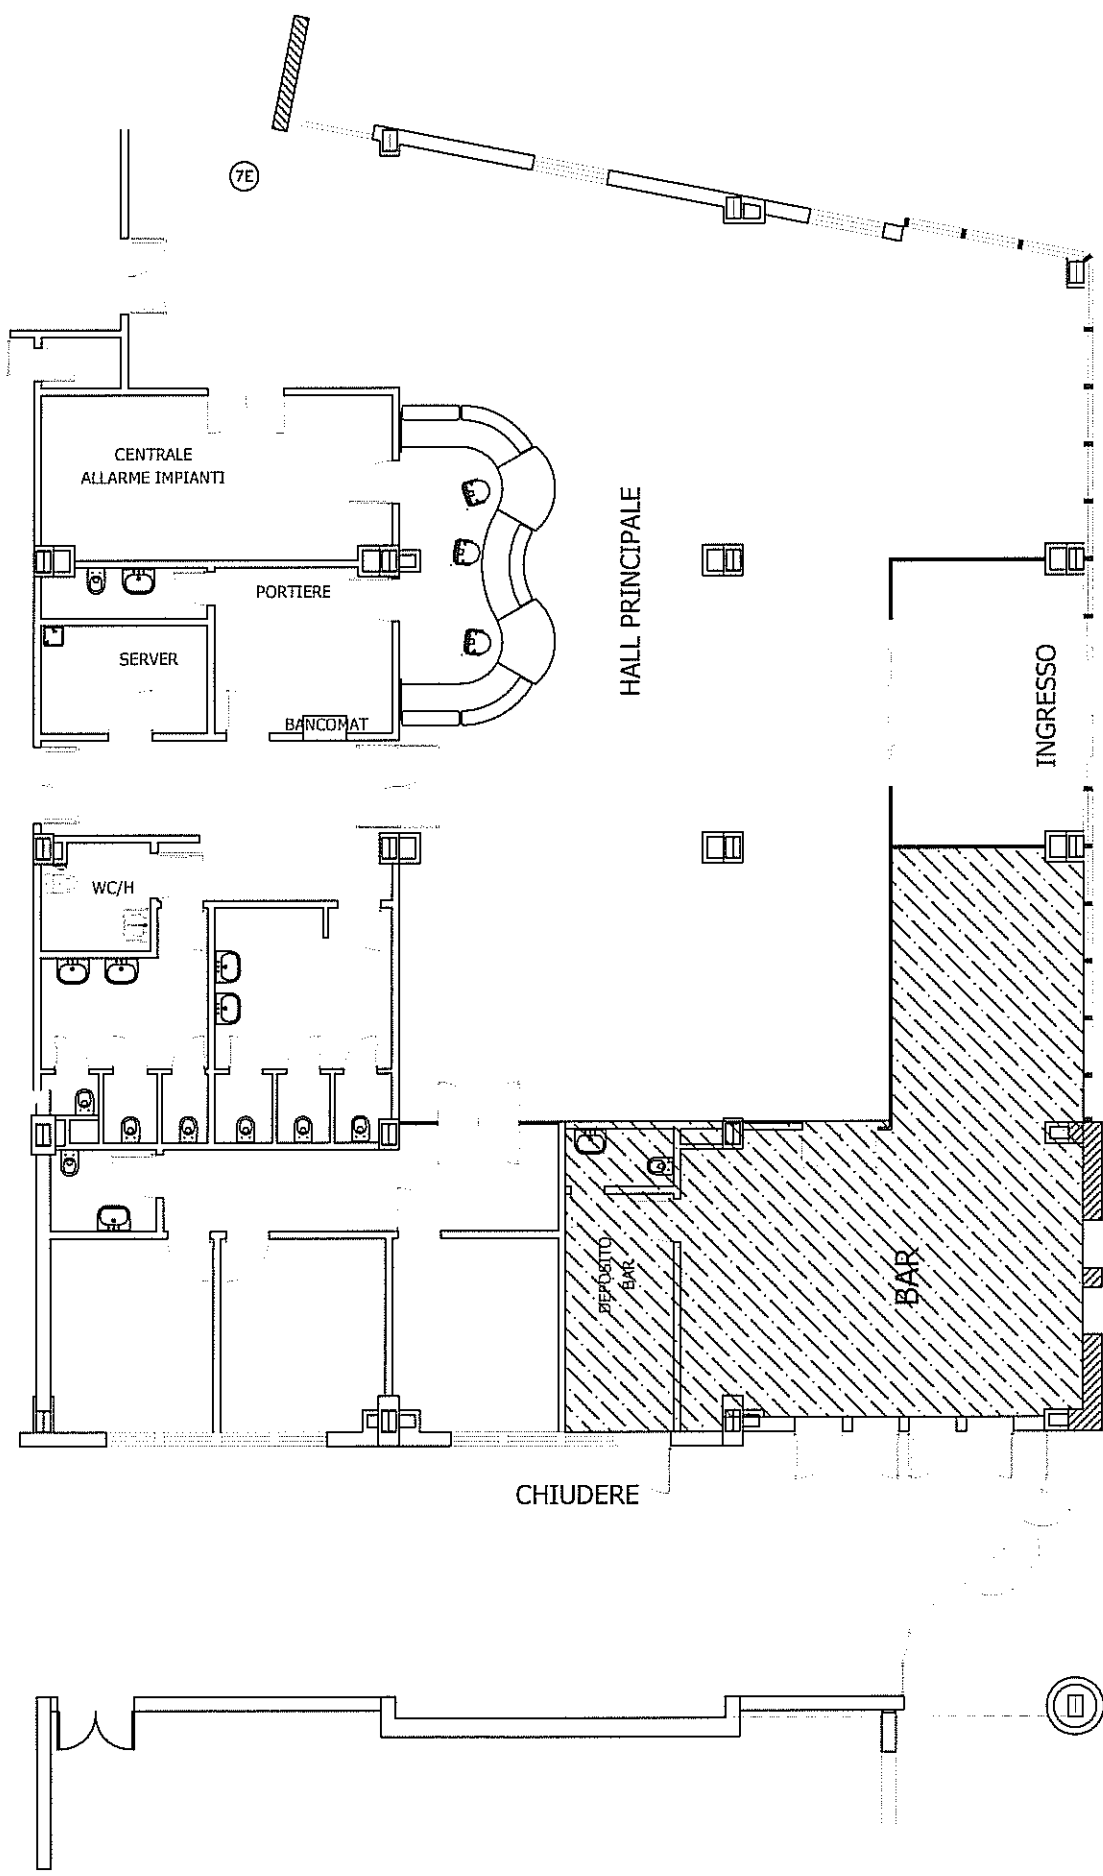 7E
CENTRALE
ALLARME IMPIANTI
HALL PRINCIPALE
PORTIERE
SERVER
INGRESSO
BANCOMAT
WC/H
DEPOSITO
BAR
BAR
CHIUDERE